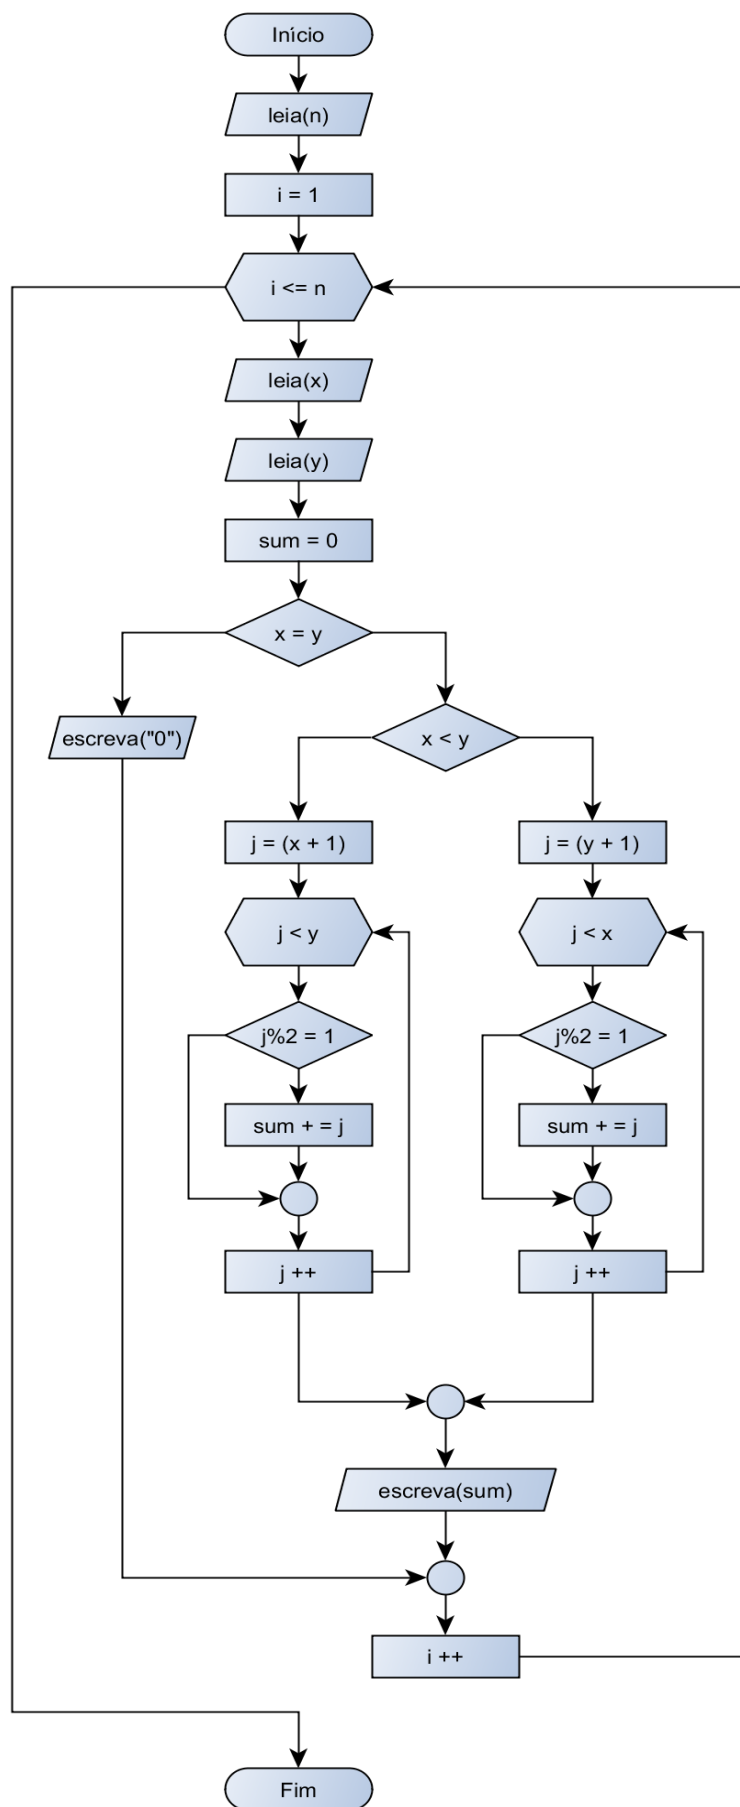 Início
leia(n)
i = 1
i <= n
leia(x)
leia(y)
sum = 0
x = y
escreva("0")
x < y
j = (x + 1)
j = (y + 1)
j < y
j < x
j%2 = 1
j%2 = 1
sum + = j
sum + = j
j ++
j ++
escreva(sum)
i ++
Fim